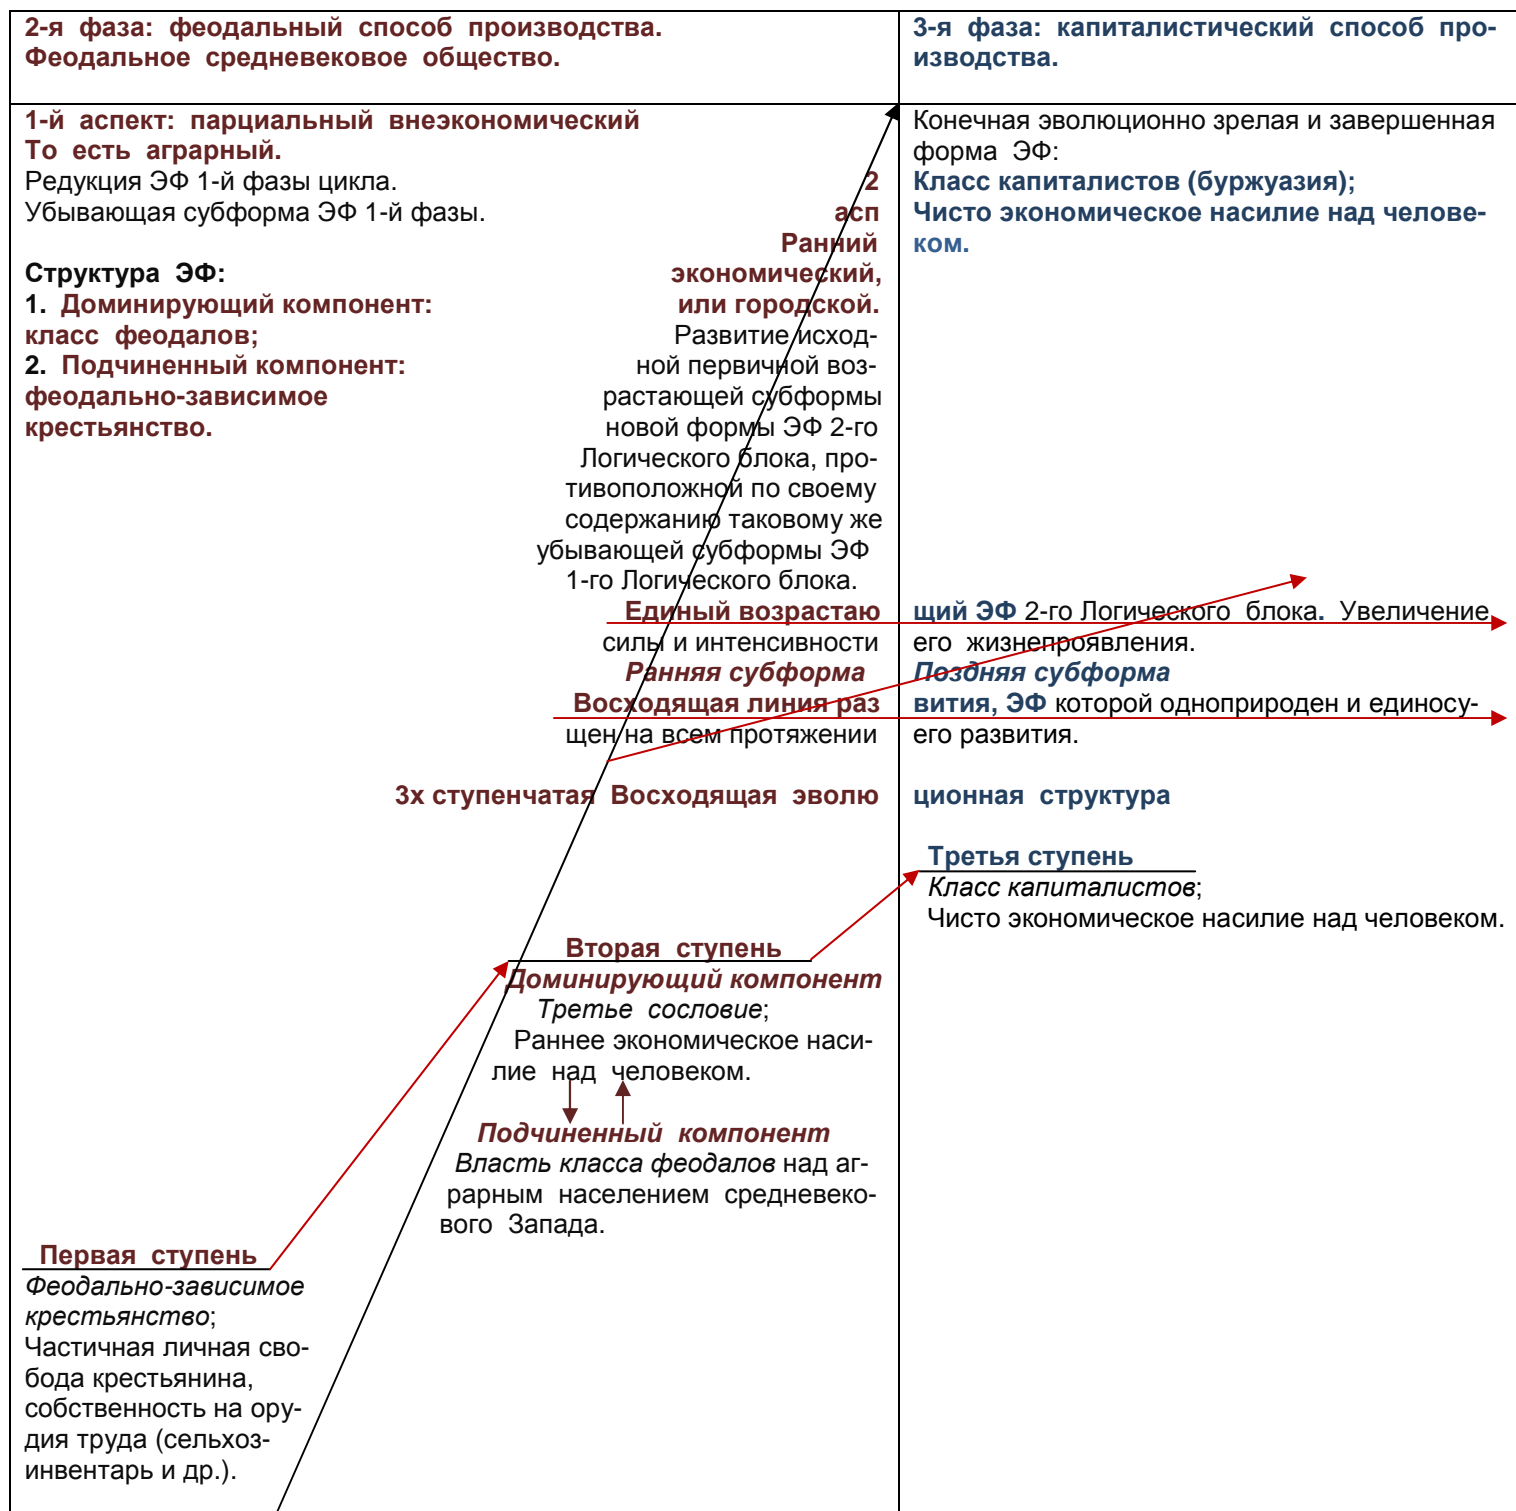 2-я фаза: феодальный способ производства.
Феодальное средневековое общество.
3-я фаза: капиталистический способ про-
изводства.
1-й аспект: парциальный внеэкономический
То есть аграрный.
Редукция ЭФ 1-й фазы цикла.
Убывающая субформа ЭФ 1-й фазы.
Структура ЭФ:
1. Доминирующий компонент:
класс феодалов;
2. Подчиненный компонент:
феодально-зависимое
крестьянство.
2
асп
Ранний
экономический,
или городской.
Развитие исход-
ной первичной воз-
растающей субформы
новой формы ЭФ 2-го
Логического блока, про-
тивоположной по своему
содержанию таковому же
убывающей субформы ЭФ
1-го Логического блока.
Конечная эволюционно зрелая и завершенная
форма ЭФ:
Класс капиталистов (буржуазия);
Чисто экономическое насилие над челове-
ком.
Единый возрастаю щий ЭФ 2-го Логического блока. Увеличение
силы и интенсивности его жизнепроявления.
Ранняя субформа Поздняя субформа
Восходящая линия раз вития, ЭФ которой одноприроден и единосу-
щен на всем протяжении его развития.
3х ступенчатая Восходящая эволю ционная структура
Третья ступень
Класс капиталистов;
Чисто экономическое насилие над человеком.
Вторая ступень
Доминирующий компонент
Третье сословие;
Раннее экономическое наси-
лие над человеком.
Подчиненный компонент
Власть класса феодалов над аг-
рарным населением средневеко-
вого Запада.
Первая ступень
Феодально-зависимое
крестьянство;
Частичная личная сво-
бода крестьянина,
собственность на ору-
дия труда (сельхоз-
инвентарь и др.).